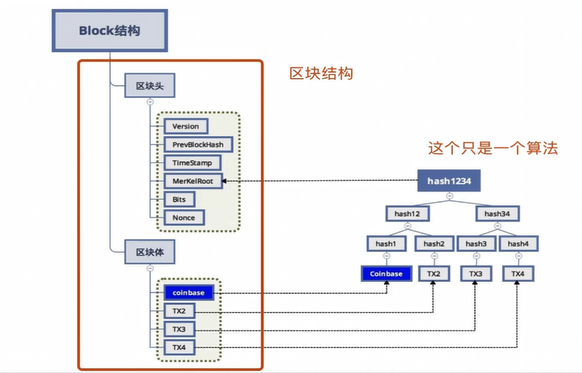 Block结构
区块结构
区块头
Version
PrevBlockHash
TimeStamp
MerKelRoot
Bits
Nonce
区块体
coinbase
TX2
TX3
TX4
这个只是一个算法
hash1234
hash12
hash34
hash1
hash2
hash3
hash4
Coinbase
TX2
TX3
TX4